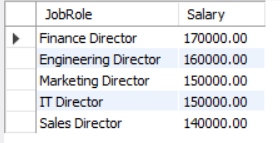 JobRole Salary
Finance Director 170000.00
Engineering Director 160000.00
Marketing Director 150000.00
IT Director 150000.00
Sales Director 140000.00